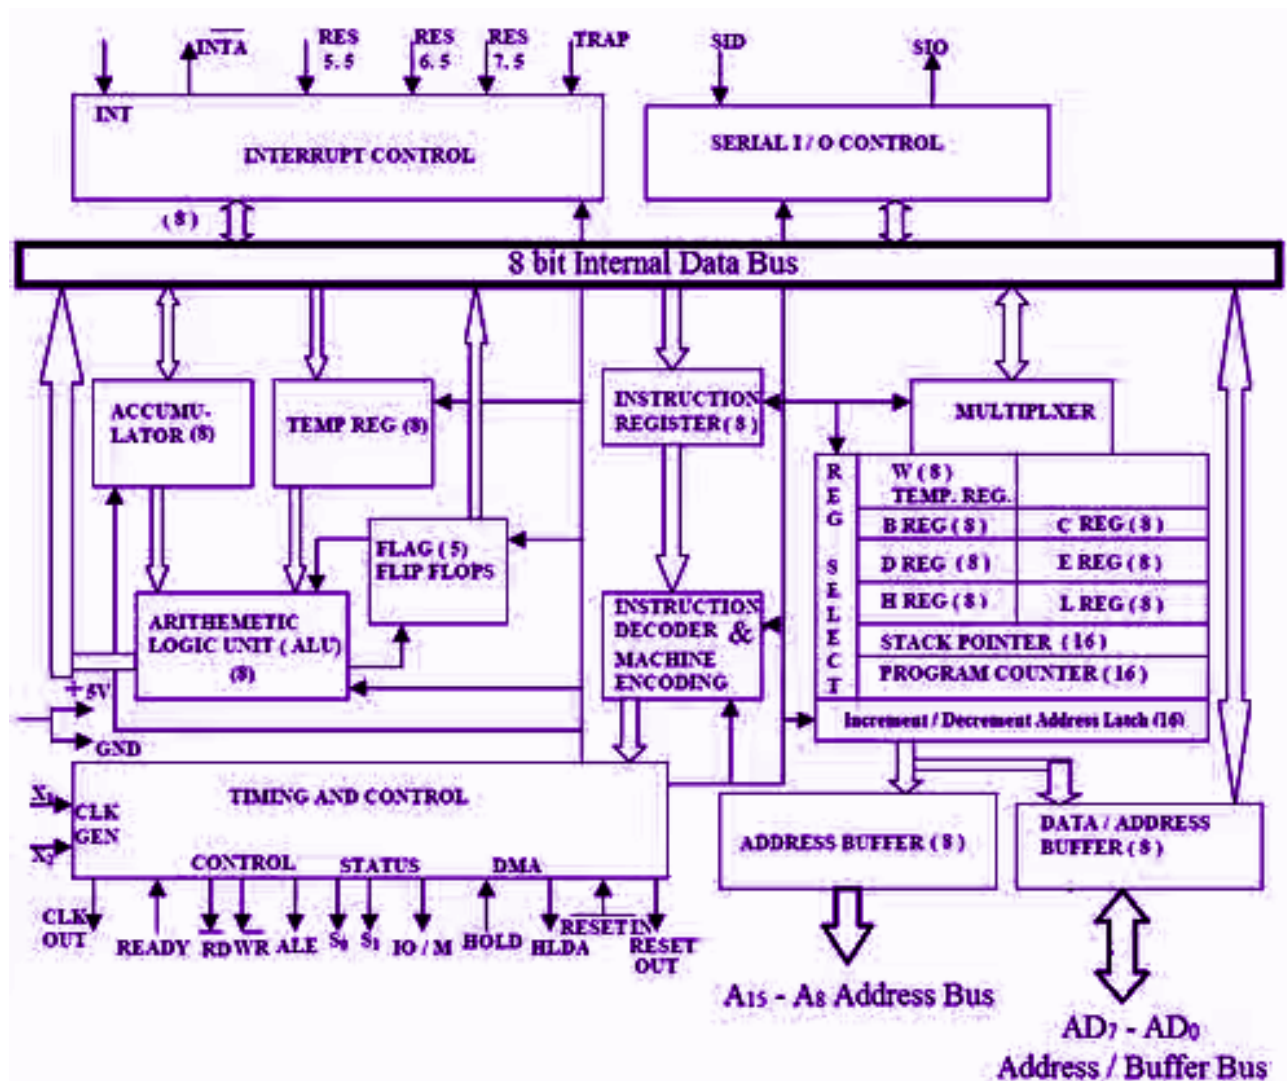 INTA
RES
5. 5
RES
6. 5
RES
7. 5
TRAP
SID
SIO
INT
INTERRUPT CONTROL
SERIAL I / O CONTROL
( 8 )
8 bit Internal Data Bus
ACCUMU-
LATOR (8)
TEMP REG (8)
INSTRUCTION
REGISTER ( 8 )
MULTIPLXER
REG SELECT
W ( 8 )
TEMP. REG.
B REG ( 8 )
C REG ( 8 )
D REG ( 8 )
E REG ( 8 )
H REG ( 8 )
L REG ( 8 )
STACK POINTER ( 16 )
PROGRAM COUNTER ( 16 )
Increment / Decrement Address Latch (16)
FLAG ( 5 )
FLIP FLOPS
ARITHEMETIC
LOGIC UNIT ( ALU)
(8)
INSTRUCTION
DECODER &
MACHINE
ENCODING
+ 5V
GND
X1
X2
CLK
GEN
TIMING AND CONTROL
CONTROL
STATUS
DMA
ADDRESS BUFFER ( 8 )
DATA / ADDRESS
BUFFER ( 8 )
CLK
OUT
READY
RD
WR
ALE
S0
S1
IO / M
HOLD
HLDA
RESET IN
RESET
OUT
A15 - A8 Address Bus
AD7 - AD0
Address / Buffer Bus